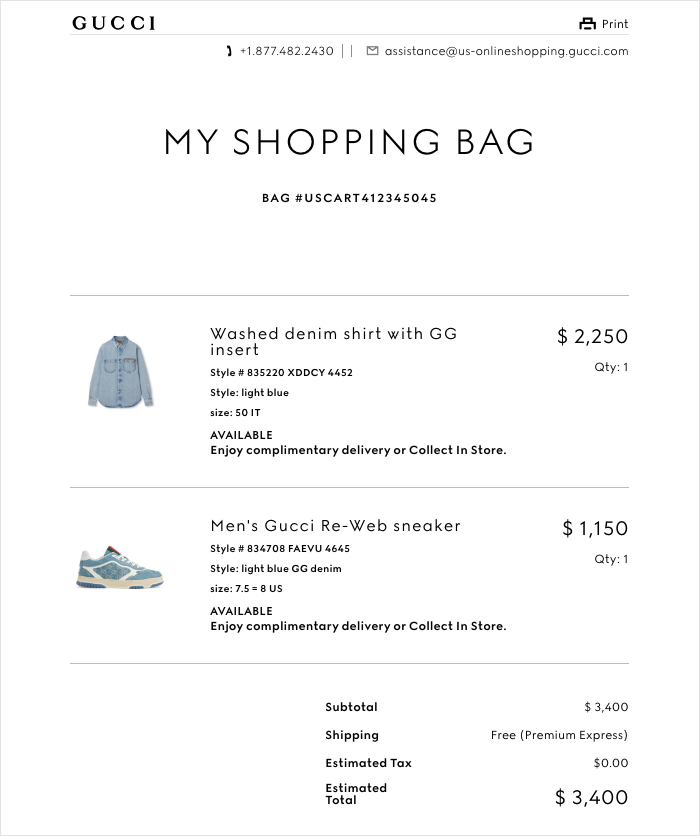 GUCCI
Print
+1.877.482.2430 || assistance@us-onlineshopping.gucci.com
MY SHOPPING BAG
BAG #USCART412345045
Washed denim shirt with GG
insert
$ 2,250
Style # 835220 XDDCY 4452
Qty: 1
Style: light blue
size: 50 IT
AVAILABLE
Enjoy complimentary delivery or Collect In Store.
Men's Gucci Re-Web sneaker
$ 1,150
Style # 834708 FAEVU 4645
Qty: 1
Style: light blue GG denim
size: 7.5 = 8 US
AVAILABLE
Enjoy complimentary delivery or Collect In Store.
Subtotal $ 3,400
Shipping Free (Premium Express)
Estimated Tax $0.00
Estimated
Total $ 3,400